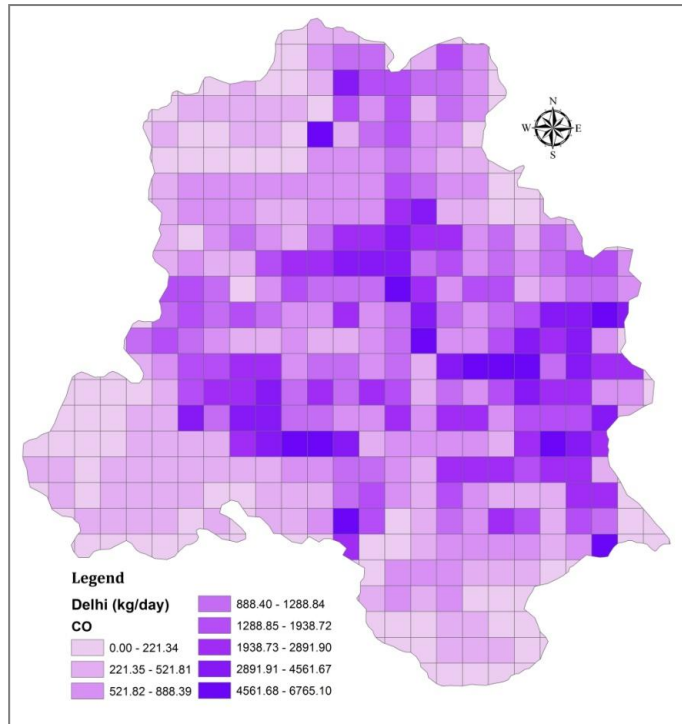 N
W E
S
Legend
Delhi (kg/day)
CO
0.00 - 221.34
221.35 - 521.81
521.82 - 888.39
888.40 - 1288.84
1288.85 - 1938.72
1938.73 - 2891.90
2891.91 - 4561.67
4561.68 - 6765.10